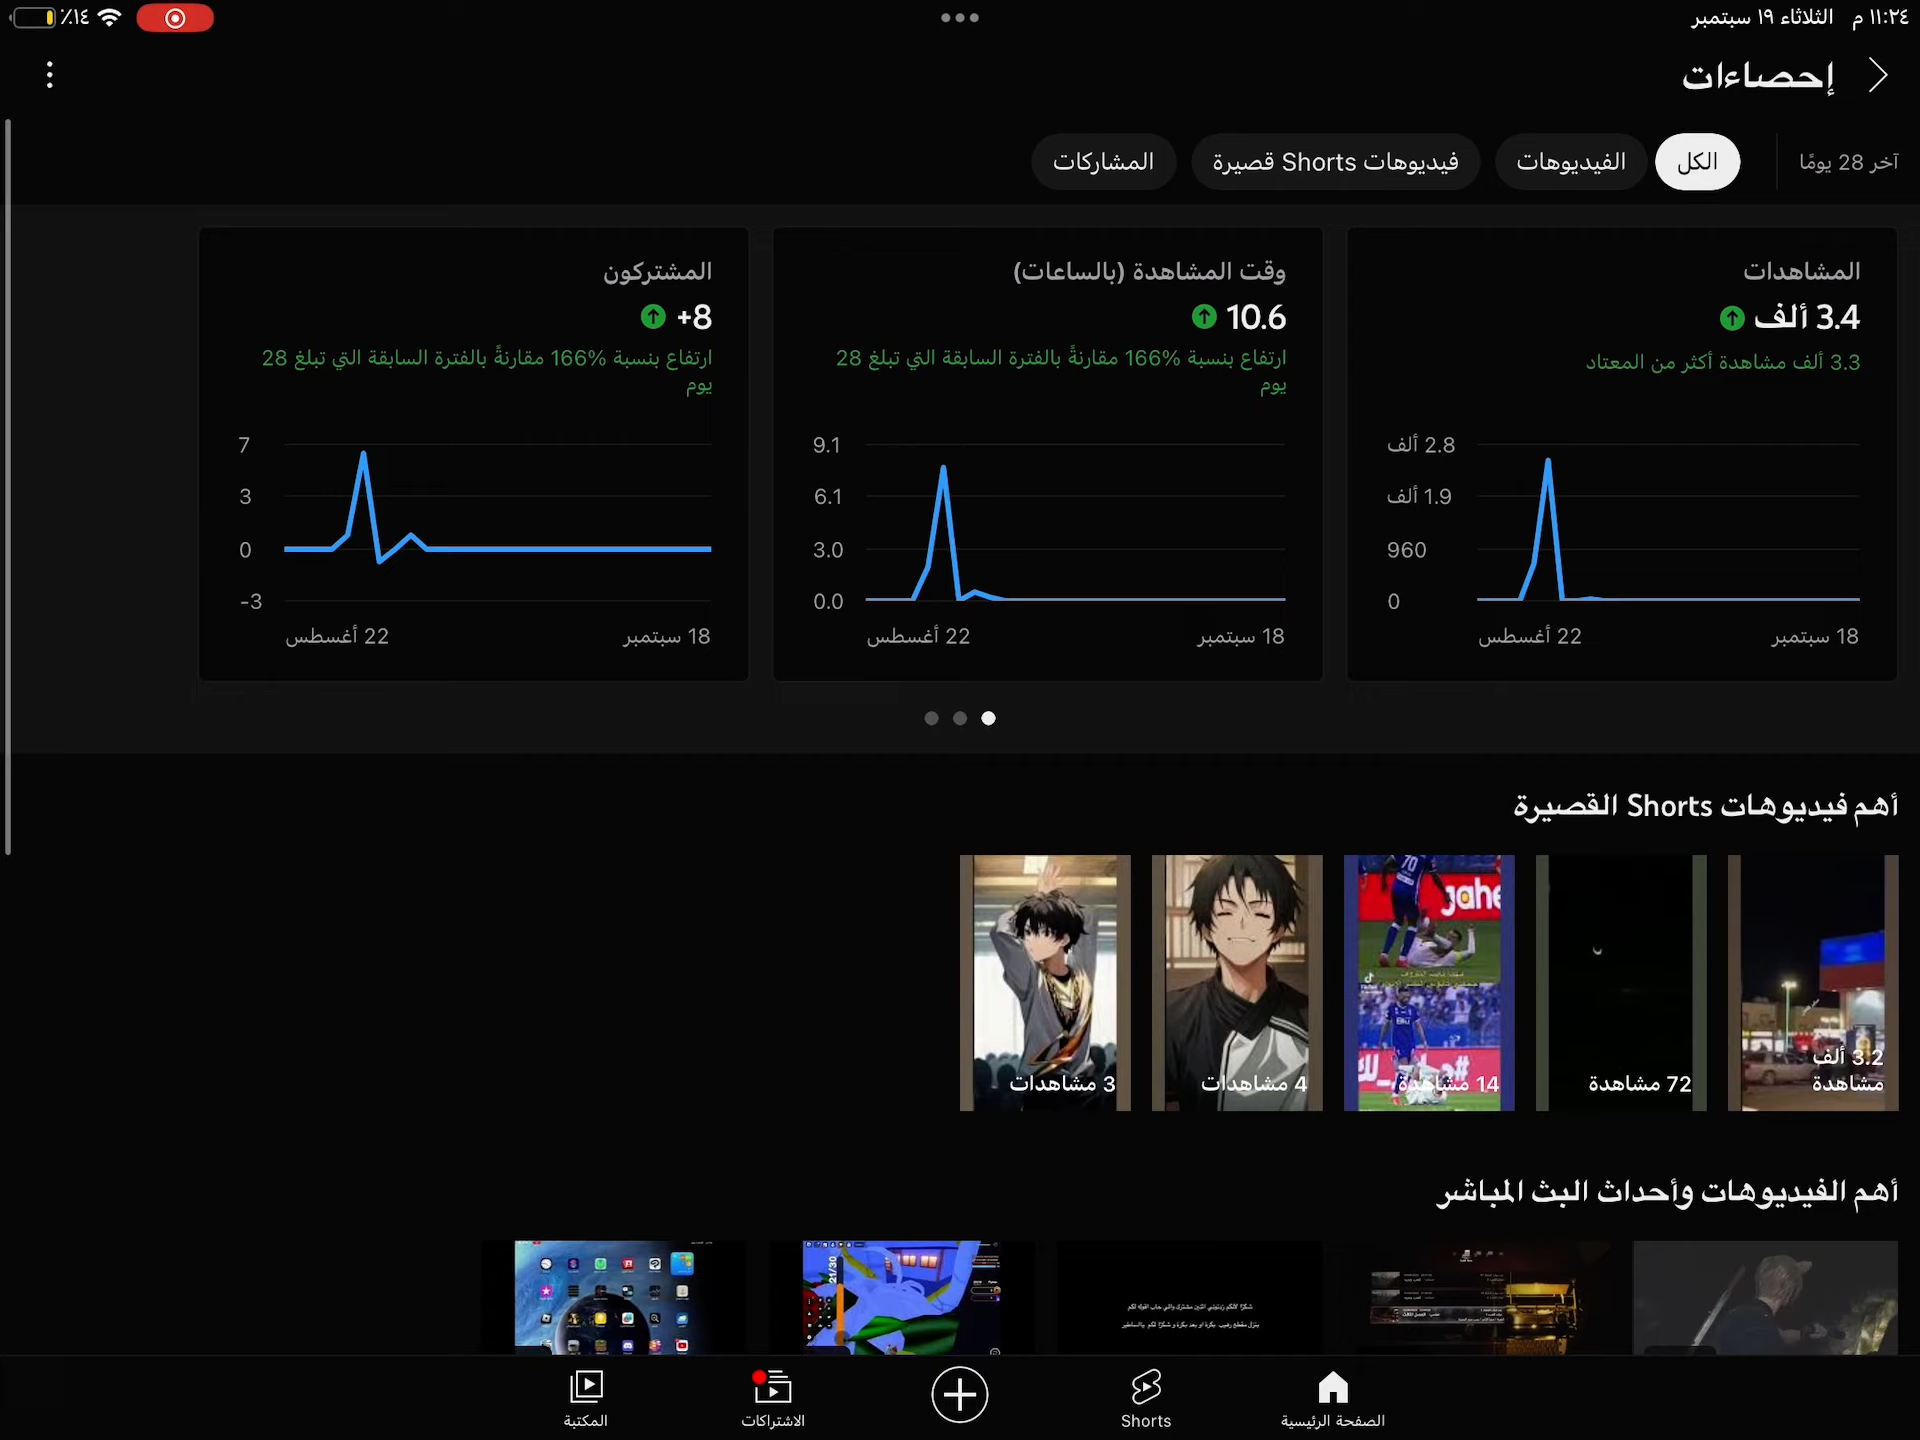 ١١:٢٤ م الثلاثاء ١٩ سبتمبر
٪١٤
إحصاءات
آخر 28 يومًا
الكل
الفيديوهات
فيديوهات Shorts قصيرة
المشاركات
المشاهدات
3.4 ألف
3.3 ألف مشاهدة أكثر من المعتاد
2.8 ألف
1.9 ألف
960
0
22 أغسطس
18 سبتمبر
وقت المشاهدة (بالساعات)
10.6
ارتفاع بنسبة %166 مقارنةً بالفترة السابقة التي تبلغ 28
يوم
9.1
6.1
3.0
0.0
22 أغسطس
18 سبتمبر
المشتركون
+8
ارتفاع بنسبة %166 مقارنةً بالفترة السابقة التي تبلغ 28
يوم
7
3
0
-3
22 أغسطس
18 سبتمبر
أهم فيديوهات Shorts القصيرة
3.2 ألف
مشاهدة
72 مشاهدة
70
jahe
14 مشاهدة
4 مشاهدات
3 مشاهدات
أهم الفيديوهات وأحداث البث المباشر
21/30
الصفحة الرئيسية
Shorts
الاشتراكات
المكتبة